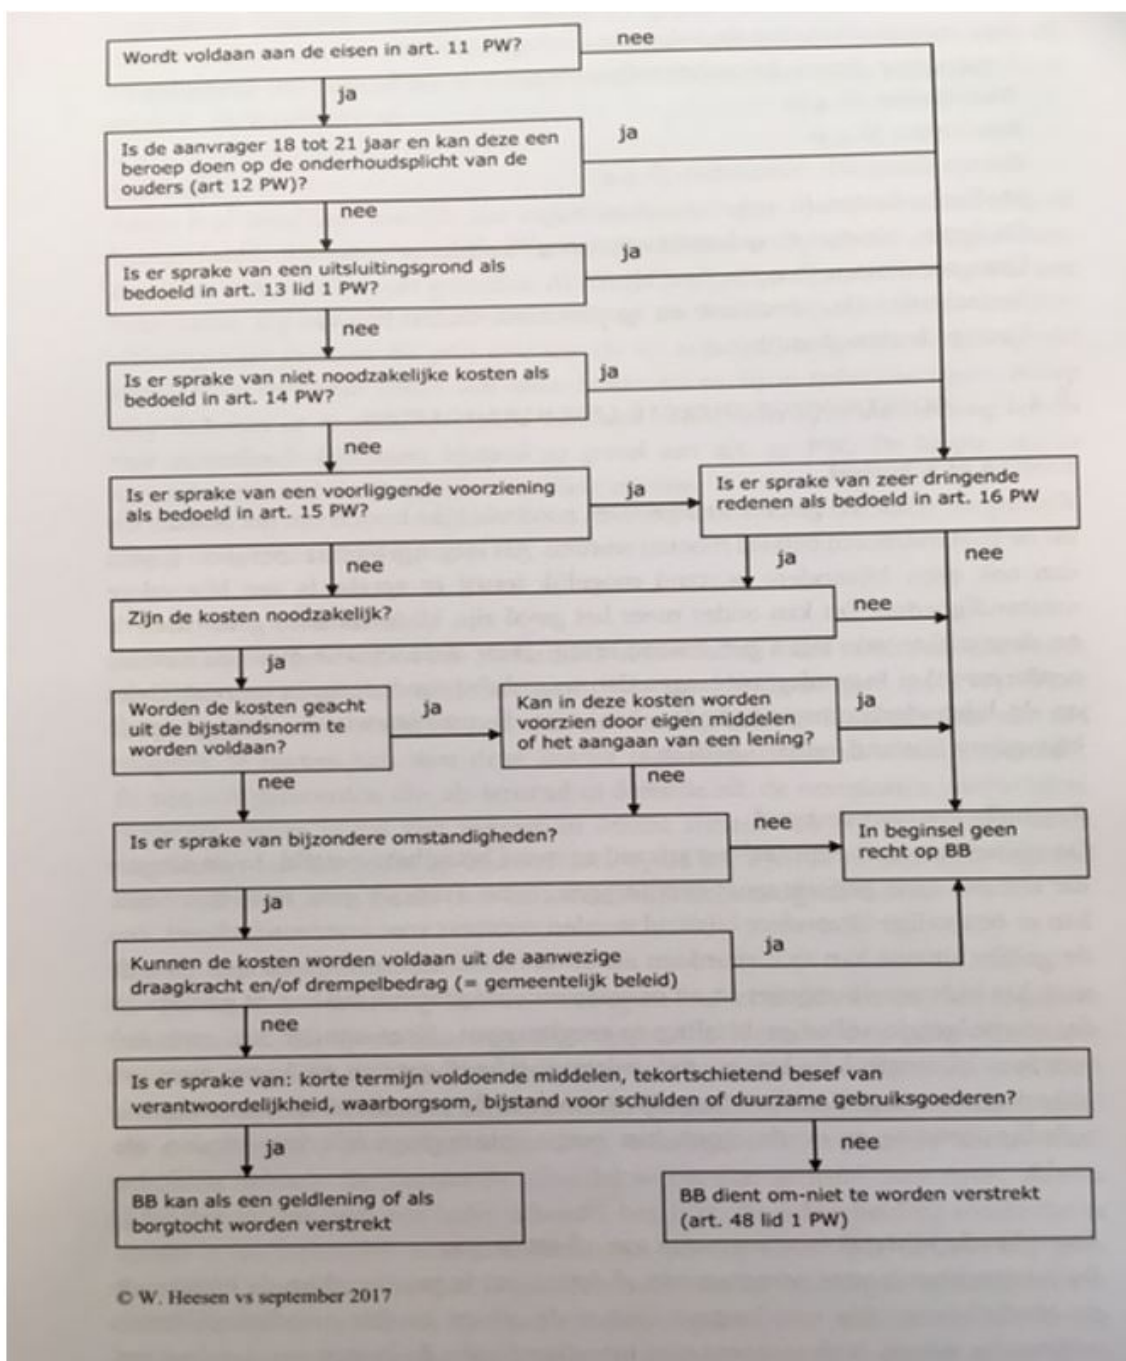 Wordt voldaan aan de eisen in art. 11 PW?
nee
ja
Is de aanvrager 18 tot 21 jaar en kan deze een
beroep doen op de onderhoudsplicht van de
ouders (art 12 PW)?
ja
nee
Is er sprake van een uitsluitingsgrond als
bedoeld in art. 13 lid 1 PW?
ja
nee
Is er sprake van niet noodzakelijke kosten als
bedoeld in art. 14 PW?
ja
nee
Is er sprake van een voorliggende voorziening
als bedoeld in art. 15 PW?
ja
Is er sprake van zeer dringende
redenen als bedoeld in art. 16 PW
nee
ja
nee
Zijn de kosten noodzakelijk?
nee
ja
Worden de kosten geacht
uit de bijstandsnorm te
worden voldaan?
ja
Kan in deze kosten worden
voorzien door eigen middelen
of het aangaan van een lening?
ja
nee
nee
Is er sprake van bijzondere omstandigheden?
nee
In beginsel geen
recht op BB
ja
Kunnen de kosten worden voldaan uit de aanwezige
draagkracht en/of drempelbedrag (= gemeentelijk beleid)
ja
nee
Is er sprake van: korte termijn voldoende middelen, tekortschietend besef van
verantwoordelijkheid, waarborgsom, bijstand voor schulden of duurzame gebruiksgoederen?
ja
nee
BB kan als een geldlening of als
borgtocht worden verstrekt
BB dient om-niet te worden verstrekt
(art. 48 lid 1 PW)
© W. Heesen vs september 2017